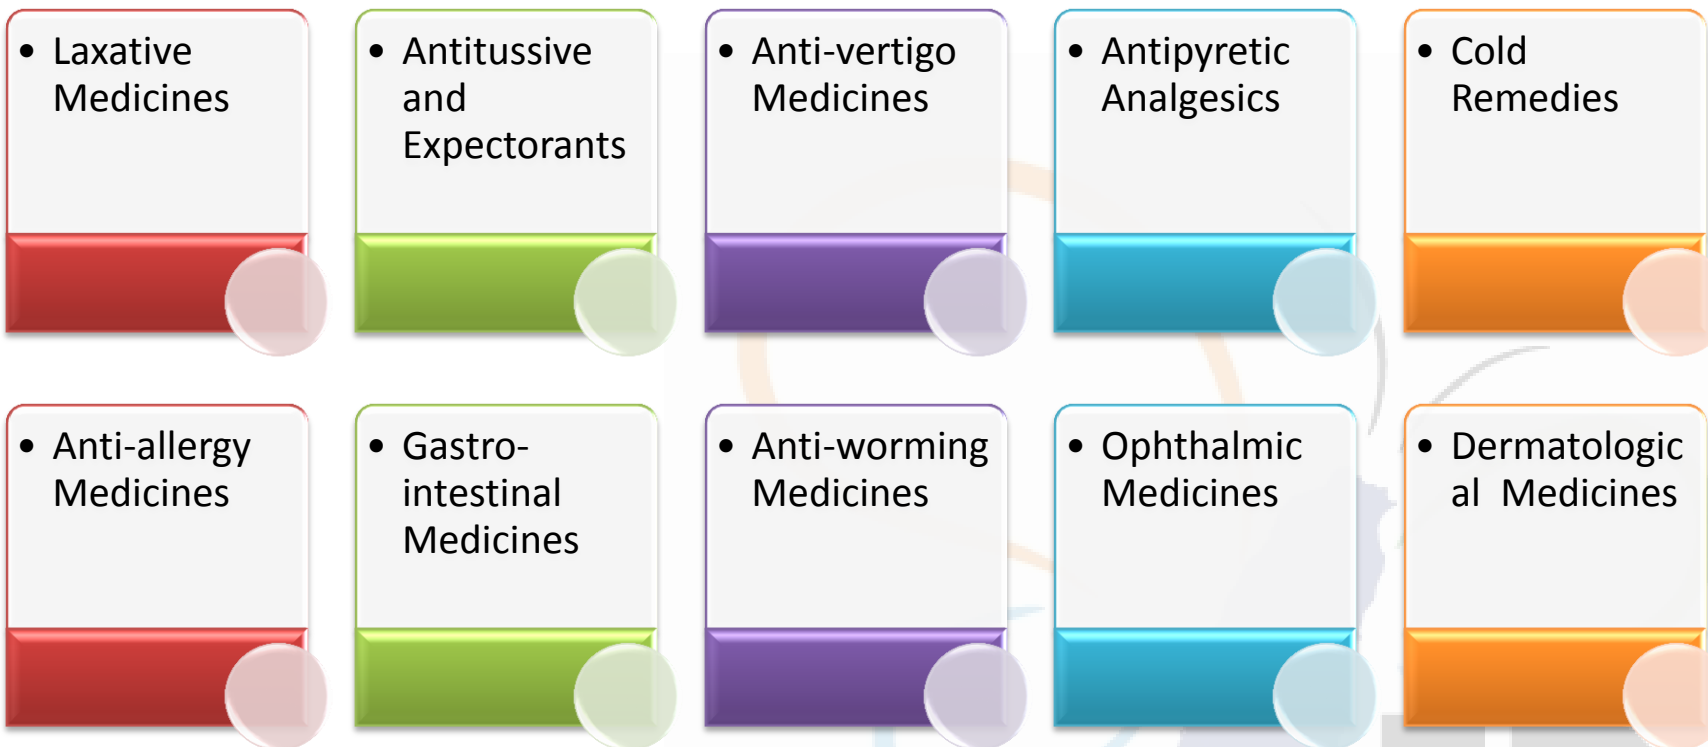 • Laxative
Medicines
• Antitussive
and
Expectorants
• Anti-vertigo
Medicines
• Antipyretic
Analgesics
• Cold
Remedies
• Anti-allergy
Medicines
• Gastro-
intestinal
Medicines
• Anti-worming
Medicines
• Ophthalmic
Medicines
• Dermatologic
al  Medicines